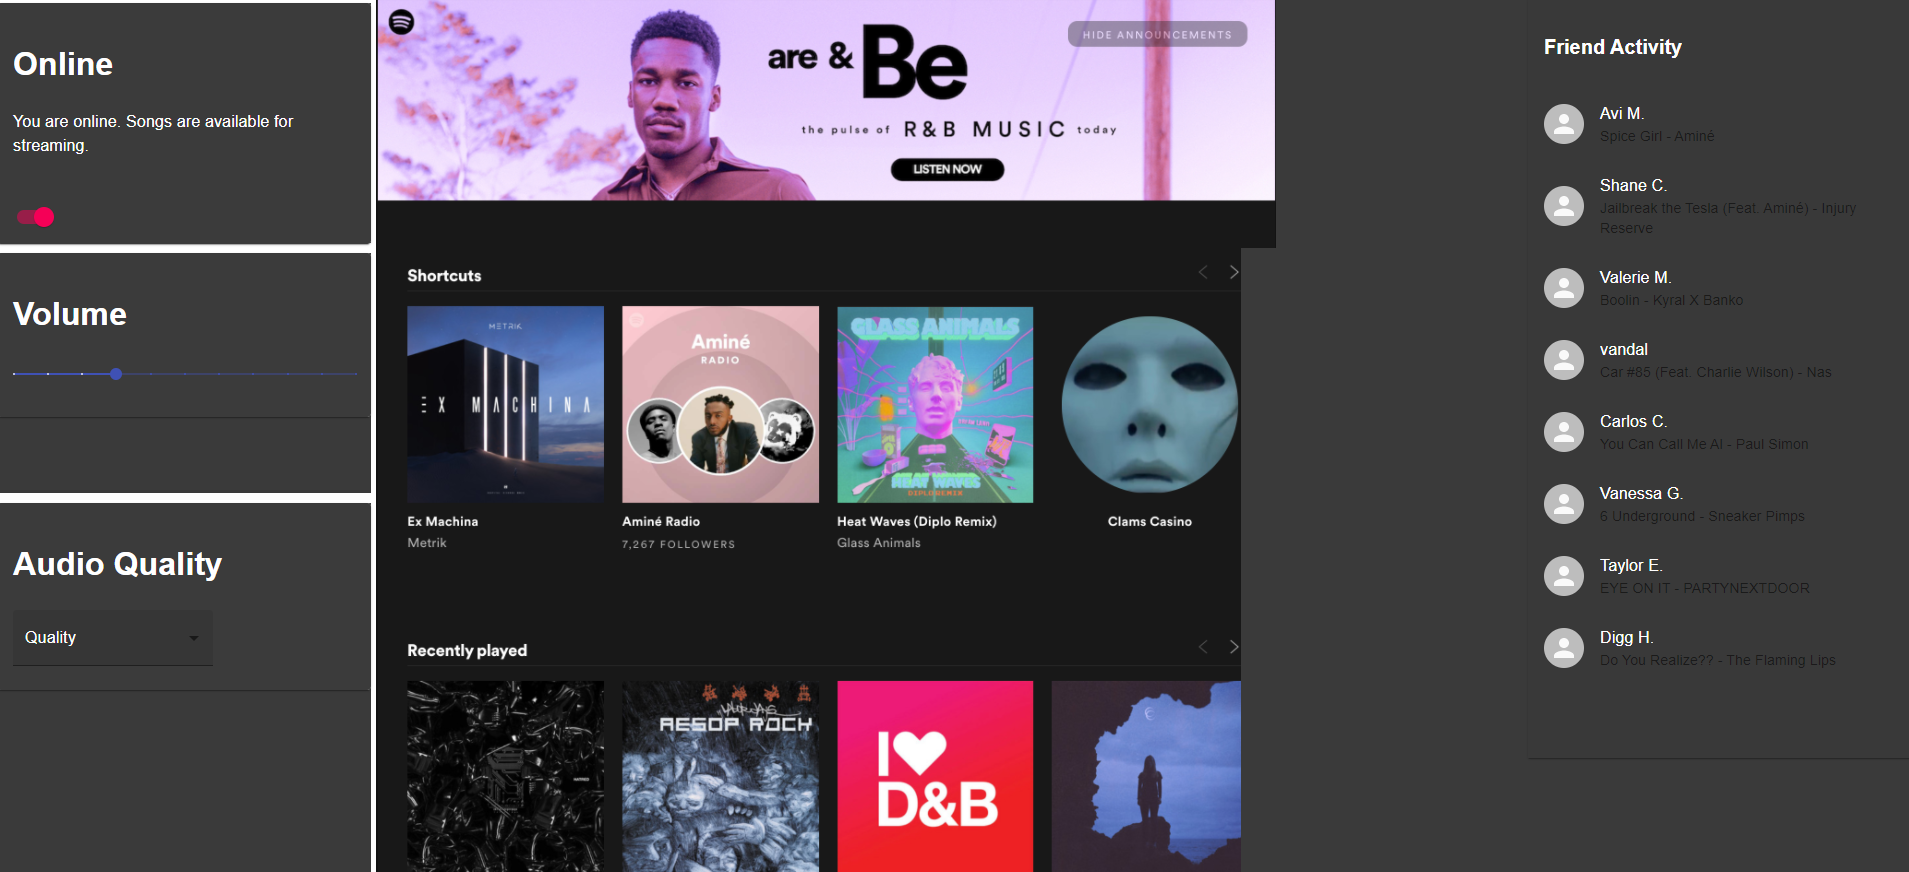 Online
You are online. Songs are available for
streaming.
Volume
Audio Quality
Quality
are & Be
HIDE ANNOUNCEMENTS
the pulse of R&B MUSIC today
LISTEN NOW
Shortcuts
METRIK
EX MACHINA
Aminé
RADIO
GLASS ANIMALS
HEAT WAVES
DIPLO REMIX
Ex Machina
Metrik
Aminé Radio
7,267 FOLLOWERS
Heat Waves (Diplo Remix)
Glass Animals
Clams Casino
Recently played
AESOP ROCK
I
D&B
Friend Activity
Avi M.
Spice Girl - Aminé
Shane C.
Jailbreak the Tesla (Feat. Aminé) - Injury
Reserve
Valerie M.
Boolin - Kyral X Banko
vandal
Car #85 (Feat. Charlie Wilson) - Nas
Carlos C.
You Can Call Me Al - Paul Simon
Vanessa G.
6 Underground - Sneaker Pimps
Taylor E.
EYE ON IT - PARTYNEXTDOOR
Digg H.
Do You Realize?? - The Flaming Lips